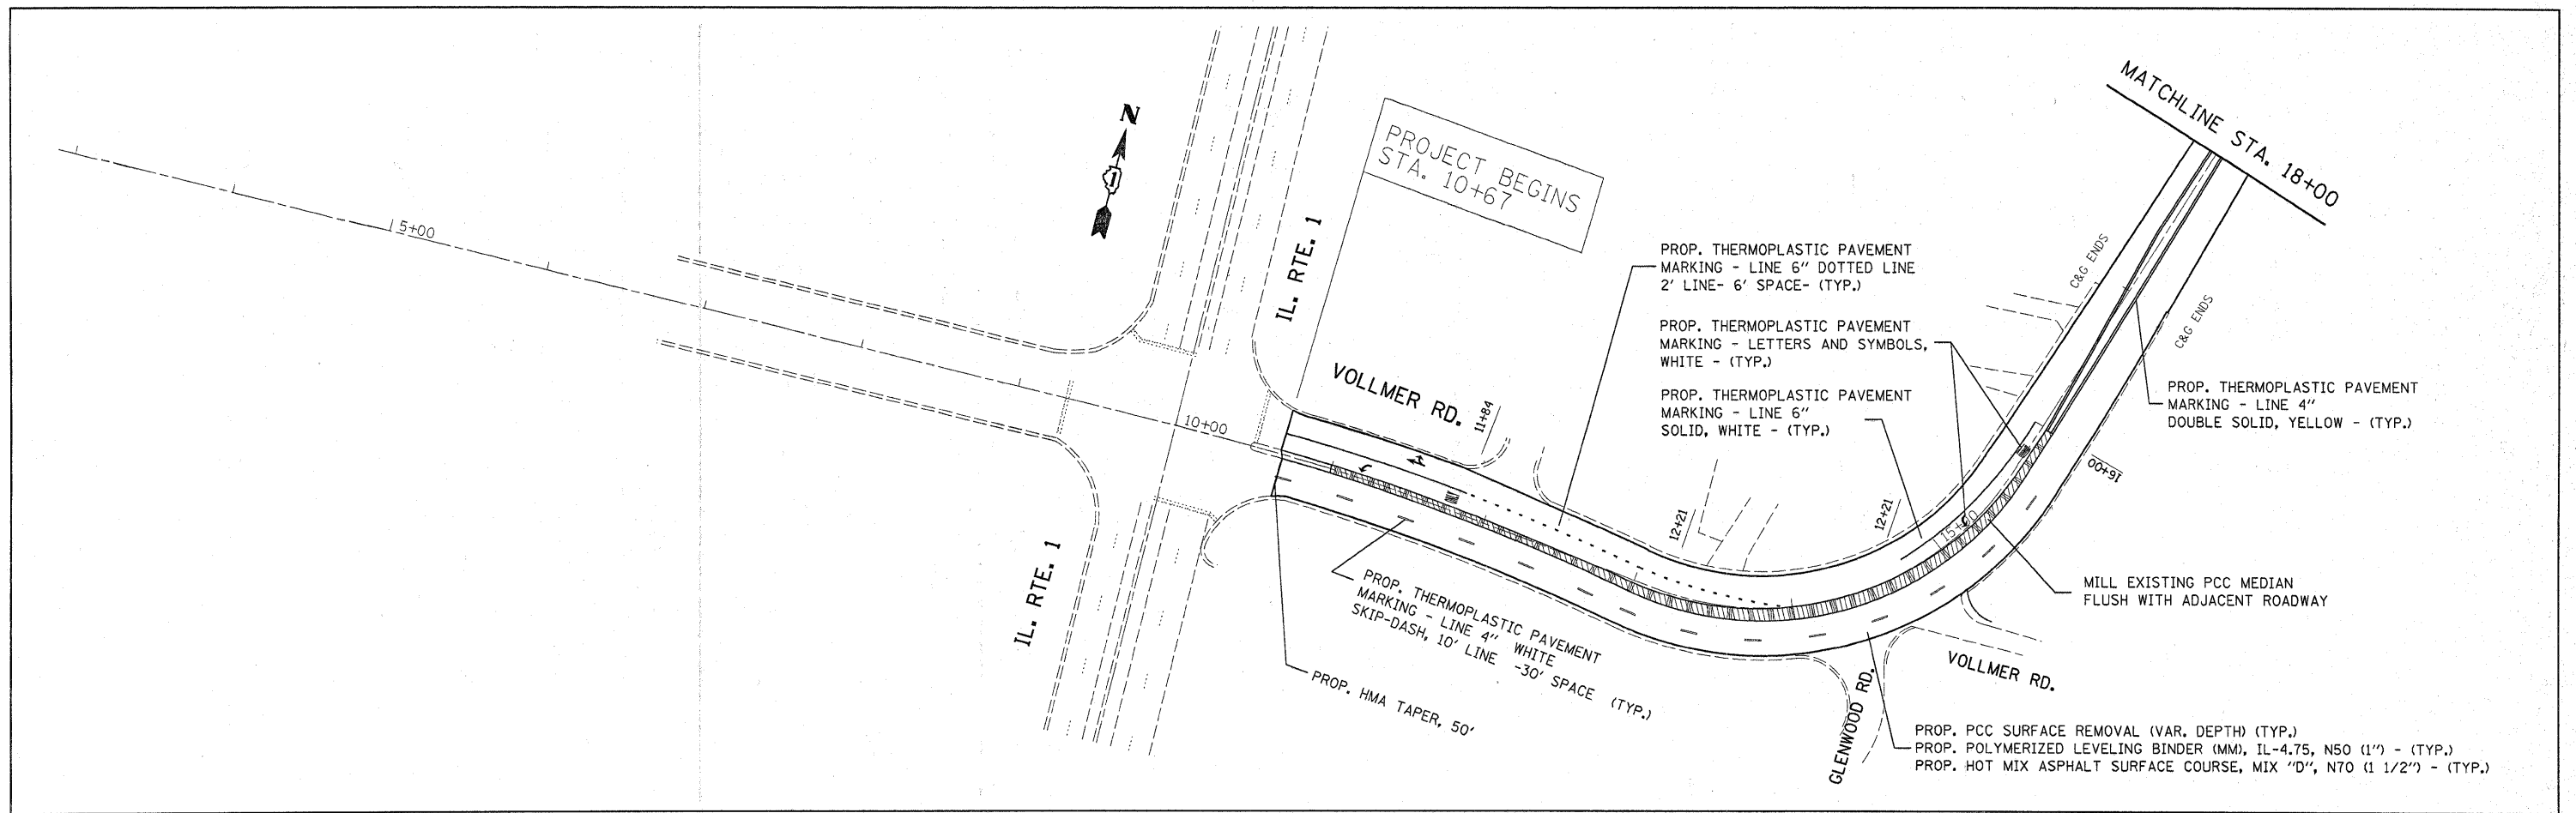 N
1
MATCHLINE STA. 18+00
PROJECT BEGINS
STA. 10+67
5+00
IL. RTE. 1
PROP. THERMOPLASTIC PAVEMENT
MARKING - LINE 6" DOTTED LINE
2' LINE- 6' SPACE- (TYP.)
C&G ENDS
C&G ENDS
PROP. THERMOPLASTIC PAVEMENT
MARKING - LETTERS AND SYMBOLS,
WHITE - (TYP.)
VOLLMER RD.
11+84
PROP. THERMOPLASTIC PAVEMENT
MARKING - LINE 6"
SOLID, WHITE - (TYP.)
PROP. THERMOPLASTIC PAVEMENT
MARKING - LINE 4"
DOUBLE SOLID, YELLOW - (TYP.)
10+00
16+00
12+21
12+21
15+00
IL. RTE. 1
PROP. THERMOPLASTIC PAVEMENT
MARKING - LINE 4" WHITE
SKIP-DASH, 10' LINE -30' SPACE (TYP.)
MILL EXISTING PCC MEDIAN
FLUSH WITH ADJACENT ROADWAY
PROP. HMA TAPER, 50'
VOLLMER RD.
GLENWOOD RD.
PROP. PCC SURFACE REMOVAL (VAR. DEPTH) (TYP.)
PROP. POLYMERIZED LEVELING BINDER (MM), IL-4.75, N50 (1") - (TYP.)
PROP. HOT MIX ASPHALT SURFACE COURSE, MIX "D", N70 (1 1/2") - (TYP.)